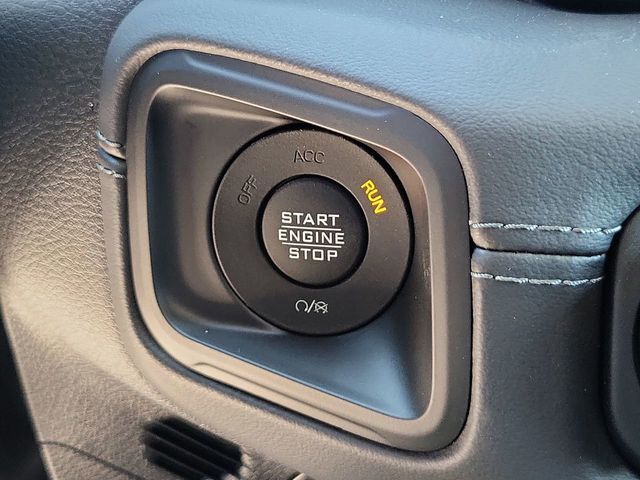 OFF
ACC
RUN
START
ENGINE
STOP